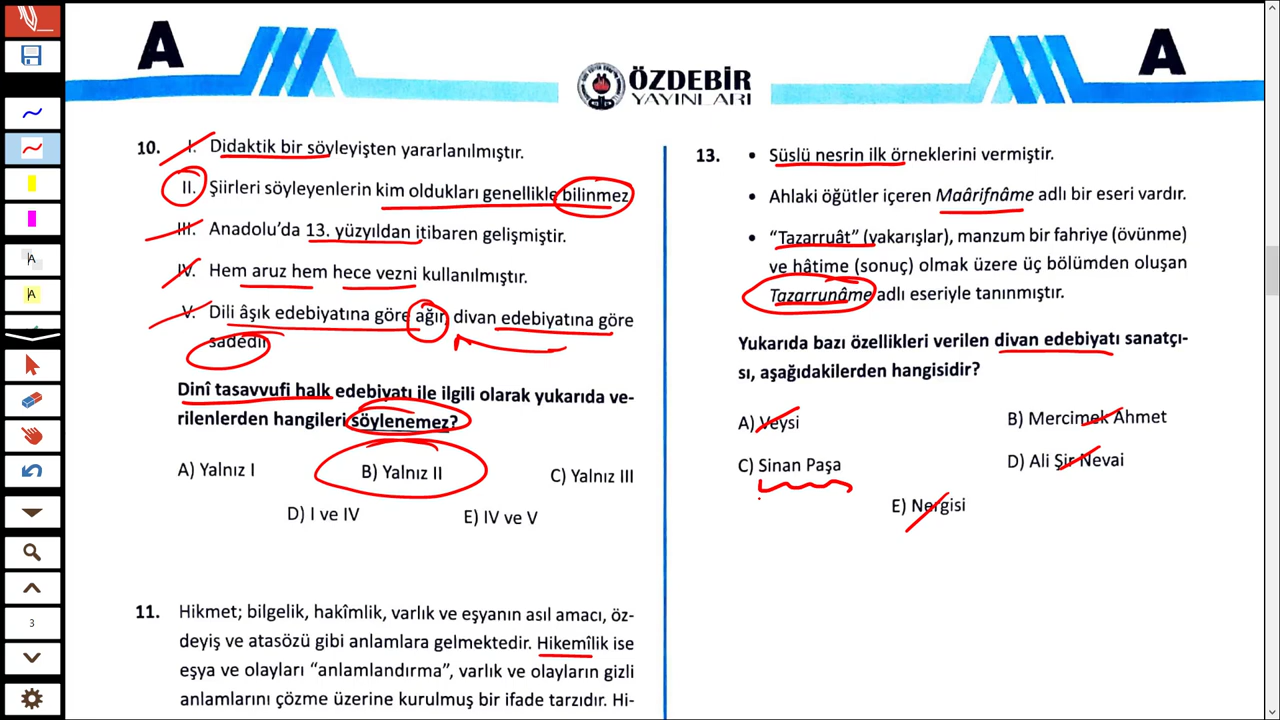 A
A
ÖZDEBİR
YAYINLARI
10. I. Didaktik bir söyleyişten yararlanılmıştır.
II. Şiirleri söyleyenlerin kim oldukları genellikle bilinmez
III. Anadolu'da 13. yüzyıldan itibaren gelişmiştir.
IV. Hem aruz hem hece vezni kullanılmıştır.
V. Dili âşık edebiyatına göre ağır, divan edebiyatına göre
sadedir.
Dinî tasavvufi halk edebiyatı ile ilgili olarak yukarıda ve-
rilenlerden hangileri söylenemez?
A) Yalnız I
B) Yalnız II
C) Yalnız III
D) I ve IV
E) IV ve V
11. Hikmet; bilgelik, hakîmlik, varlık ve eşyanın asıl amacı, öz-
deyiş ve atasözü gibi anlamlara gelmektedir. Hikemîlik ise
eşya ve olayları “anlamlandırma”, varlık ve olayların gizli
anlamlarını çözme üzerine kurulmuş bir ifade tarzıdır. Hi-
13. • Süslü nesrin ilk örneklerini vermiştir.
• Ahlaki öğütler içeren Maârifnâme adlı bir eseri vardır.
• “Tazarruât” (yakarışlar), manzum bir fahriye (övünme)
ve hâtime (sonuç) olmak üzere üç bölümden oluşan
Tazarrunâme adlı eseriyle tanınmıştır.
Yukarıda bazı özellikleri verilen divan edebiyatı sanatçı-
sı, aşağıdakilerden hangisidir?
A) Veysi
B) Mercimek Ahmet
C) Sinan Paşa
D) Ali Şir Nevai
E) Nergisi
A
A
3